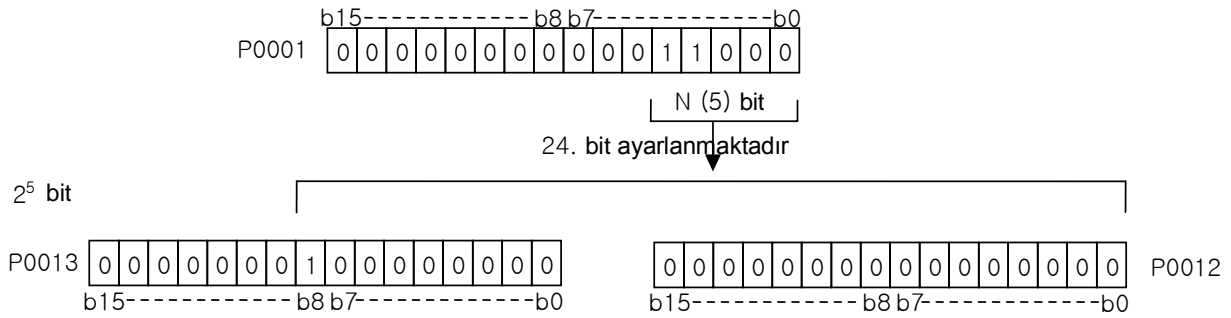 b15------------b8 b7---------------b0
P0001 0 0 0 0 0 0 0 0 0 0 0 1 1 0 0 0
N (5) bit
24. bit ayarlanmaktadır
2⁵ bit
P0013 0 0 0 0 0 0 0 1 0 0 0 0 0 0 0 0
0 0 0 0 0 0 0 0 0 0 0 0 0 0 0 0 P0012
b15------------b8 b7---------------b0
b15------------b8 b7---------------b0